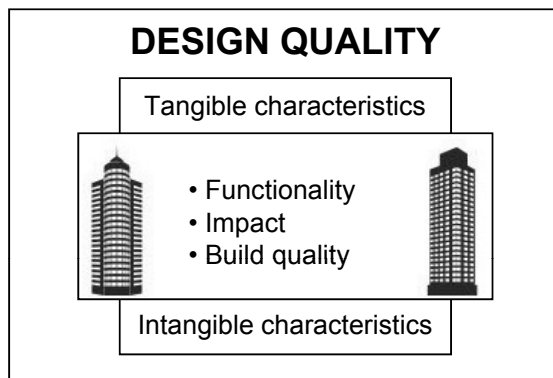 DESIGN QUALITY
Tangible characteristics
• Functionality
• Impact
• Build quality
Intangible characteristics